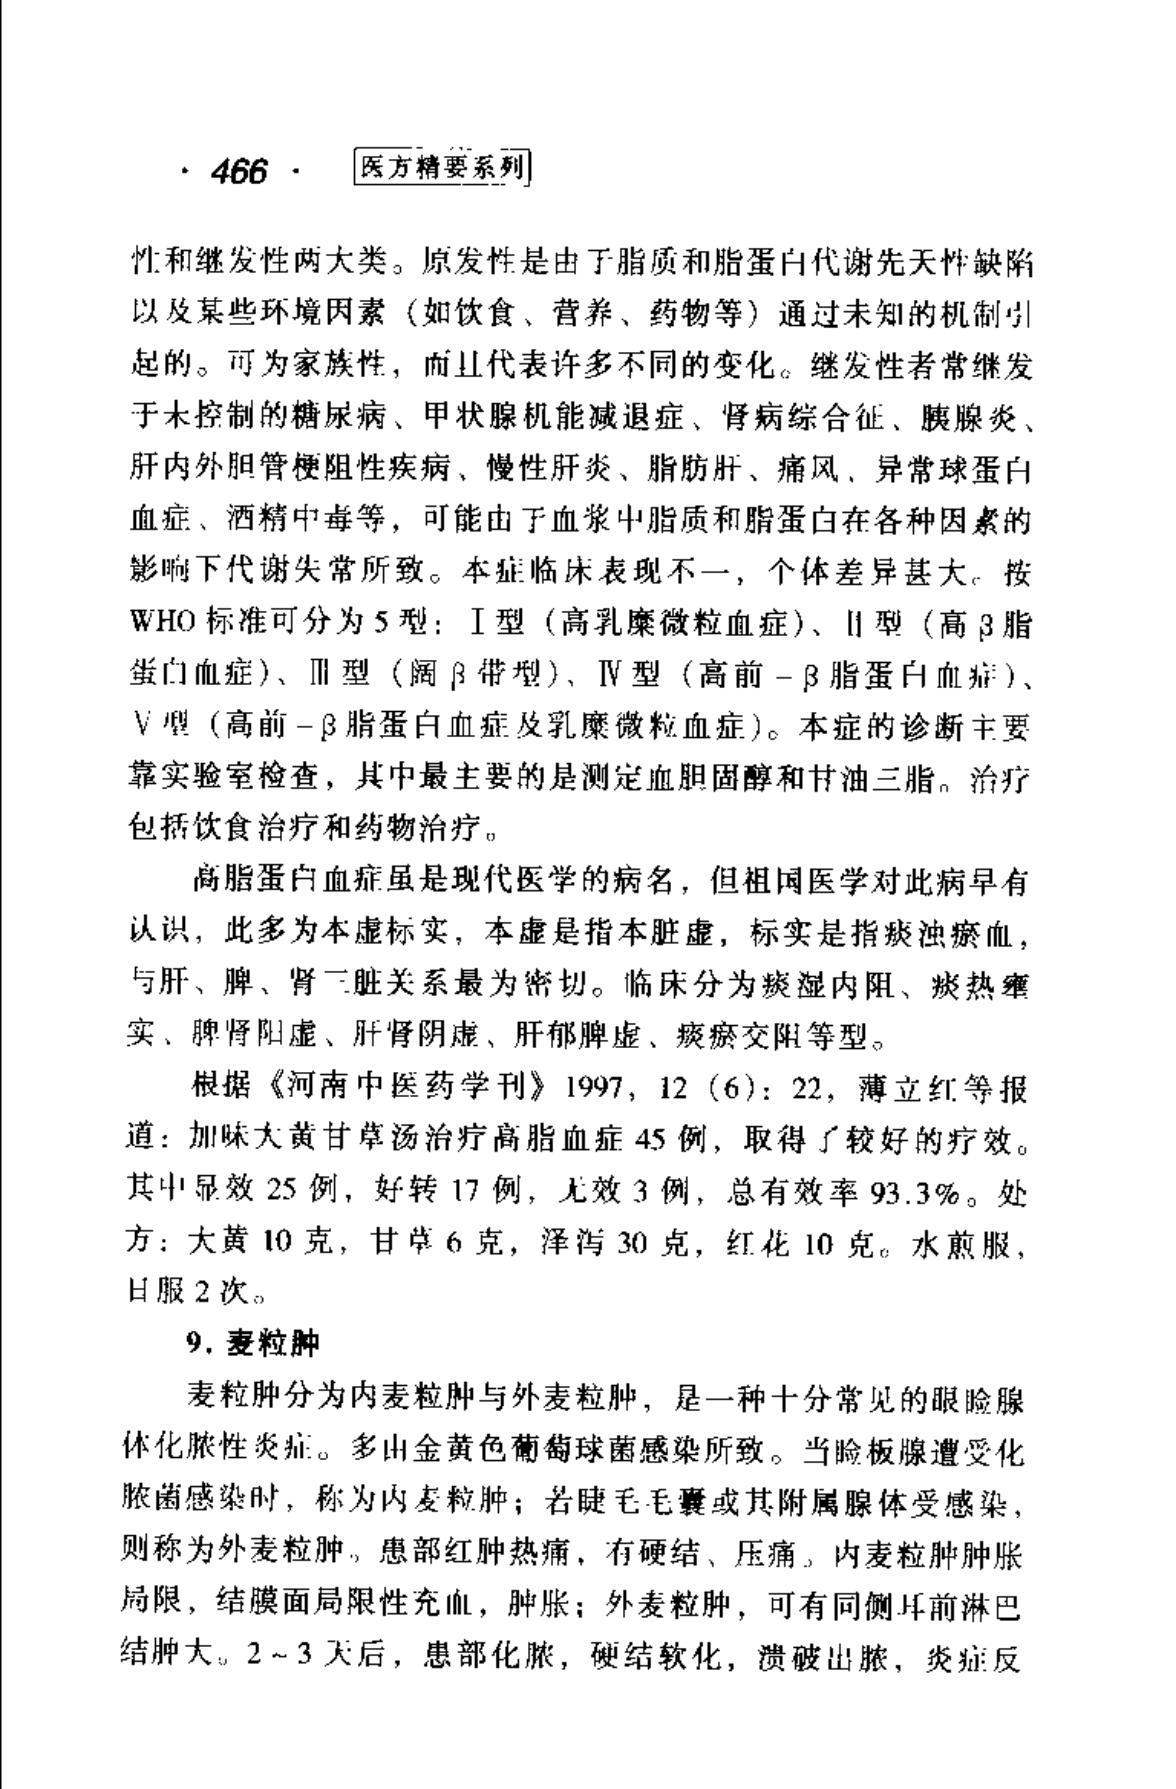 · 466 · 医方精要系列
性和继发性两大类。原发性是由于脂质和脂蛋白代谢先天性缺陷
以及某些环境因素（如饮食、营养、药物等）通过未知的机制引
起的。可为家族性，而且代表许多不同的变化。继发性者常继发
于未控制的糖尿病、甲状腺机能减退症、肾病综合征、胰腺炎、
肝内外胆管梗阻性疾病、慢性肝炎、脂肪肝、痛风、异常球蛋白
血症、酒精中毒等，可能由于血浆中脂质和脂蛋白在各种因素的
影响下代谢失常所致。本症临床表现不一，个体差异甚大。按
WHO 标准可分为 5 型：Ⅰ型（高乳糜微粒血症）、Ⅱ型（高 β 脂
蛋白血症）、Ⅲ型（阔 β 带型）、Ⅳ型（高前－β 脂蛋白血症）、
Ⅴ型（高前－β 脂蛋白血症及乳糜微粒血症）。本症的诊断主要
靠实验室检查，其中最主要的是测定血胆固醇和甘油三脂。治疗
包括饮食治疗和药物治疗。
高脂蛋白血症虽是现代医学的病名，但祖国医学对此病早有
认识，此多为本虚标实，本虚是指本脏虚，标实是指痰浊瘀血，
与肝、脾、肾三脏关系最为密切。临床分为痰湿内阻、痰热壅
实、脾肾阳虚、肝肾阴虚、肝郁脾虚、痰瘀交阻等型。
根据《河南中医药学刊》1997，12（6）：22，薄立红等报
道：加味大黄甘草汤治疗高脂血症 45 例，取得了较好的疗效。
其中显效 25 例，好转 17 例，无效 3 例，总有效率 93.3%。处
方：大黄 10 克，甘草 6 克，泽泻 30 克，红花 10 克。水煎服，
日服 2 次。
9. 麦粒肿
麦粒肿分为内麦粒肿与外麦粒肿，是一种十分常见的眼睑腺
体化脓性炎症。多由金黄色葡萄球菌感染所致。当睑板腺遭受化
脓菌感染时，称为内麦粒肿；若睫毛毛囊或其附属腺体受感染，
则称为外麦粒肿。患部红肿热痛，有硬结、压痛。内麦粒肿肿胀
局限，结膜面局限性充血，肿胀；外麦粒肿，可有同侧耳前淋巴
结肿大。2～3 天后，患部化脓，硬结软化，溃破出脓，炎症反